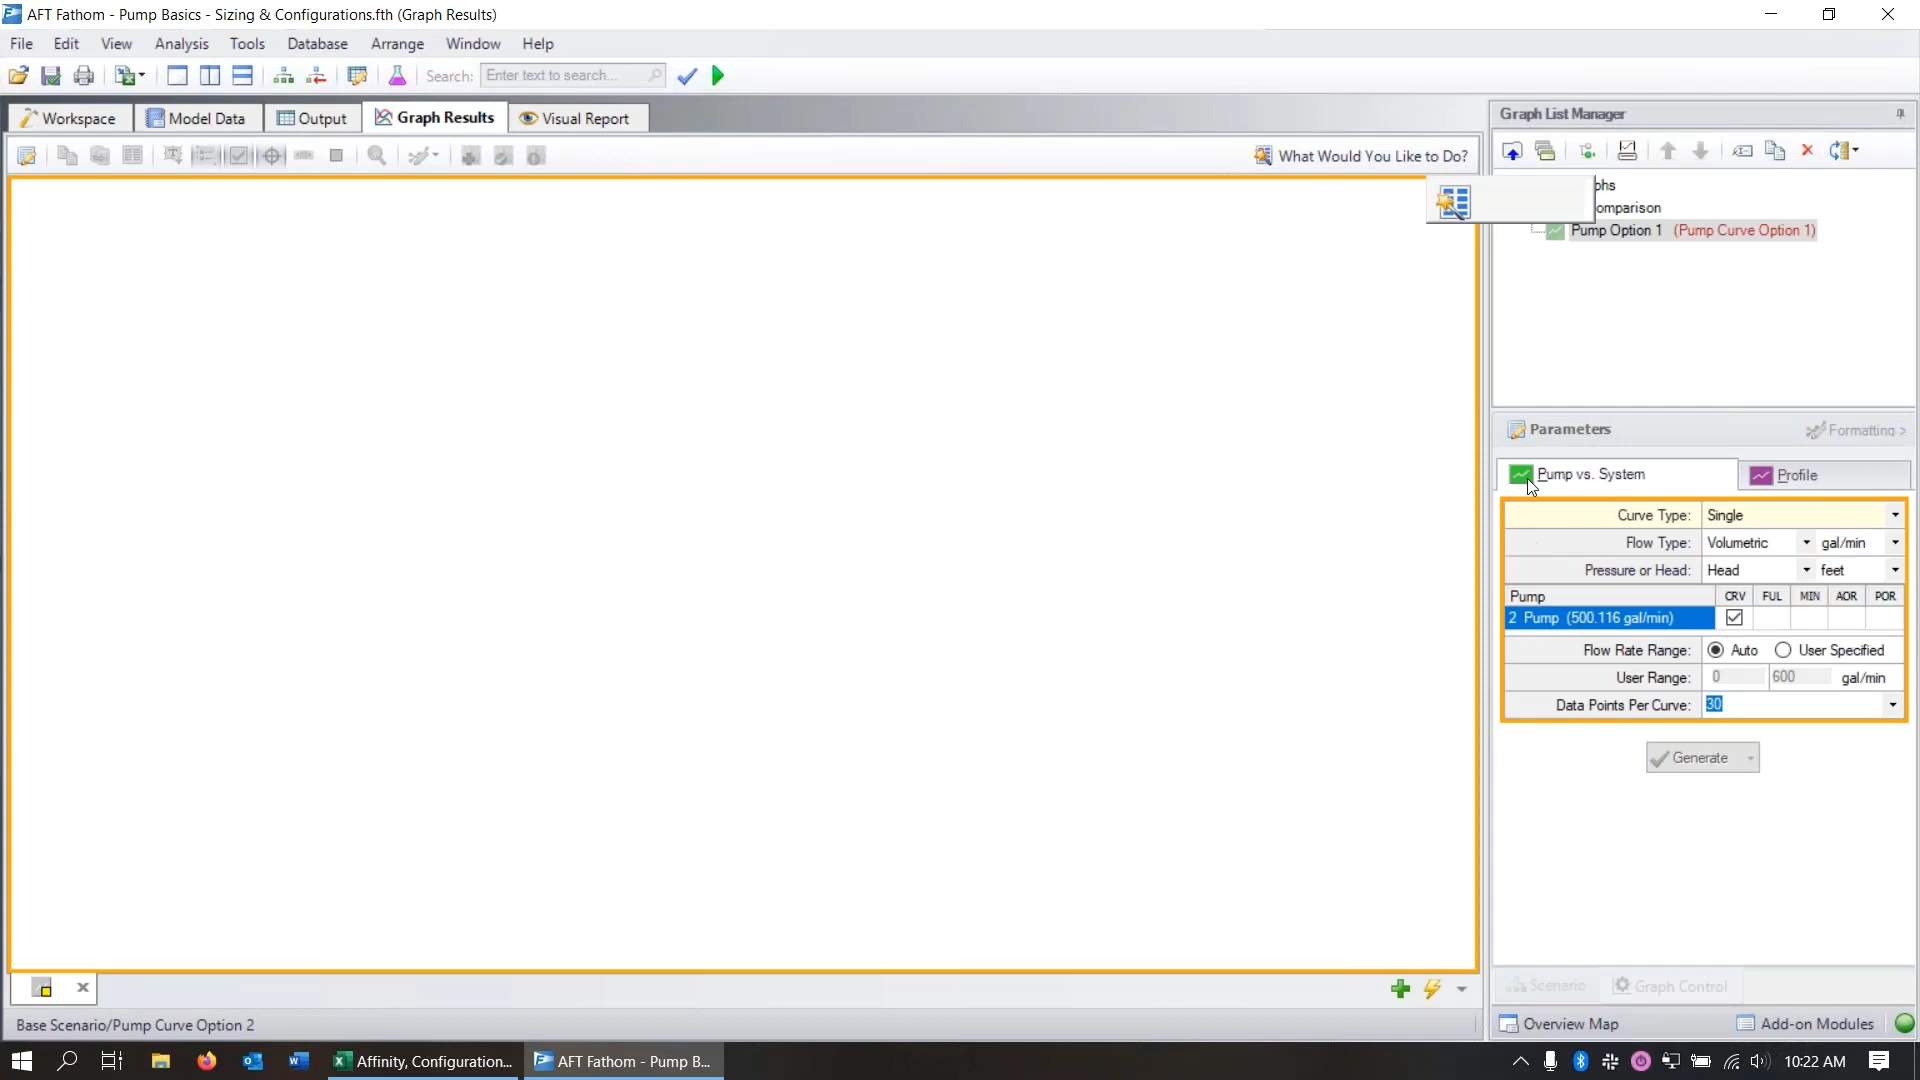 AFT Fathom - Pump Basics - Sizing & Configurations.fth (Graph Results)
File Edit View Analysis Tools Database Arrange Window Help
Search: Enter text to search...
Workspace Model Data Output Graph Results Visual Report
What Would You Like to Do?
Graph List Manager
phs
omparison
Pump Option 1 (Pump Curve Option 1)
Parameters Formatting >
Pump vs. System Profile
Curve Type: Single
Flow Type: Volumetric gal/min
Pressure or Head: Head feet
Pump CRV FUL MIN AOR POR
2 Pump (500.116 gal/min)
Flow Rate Range: Auto User Specified
User Range: 0 600 gal/min
Data Points Per Curve: 30
Generate
Scenario Graph Control
Base Scenario/Pump Curve Option 2
Overview Map Add-on Modules
Affinity, Configuration... AFT Fathom - Pump B... 10:22 AM